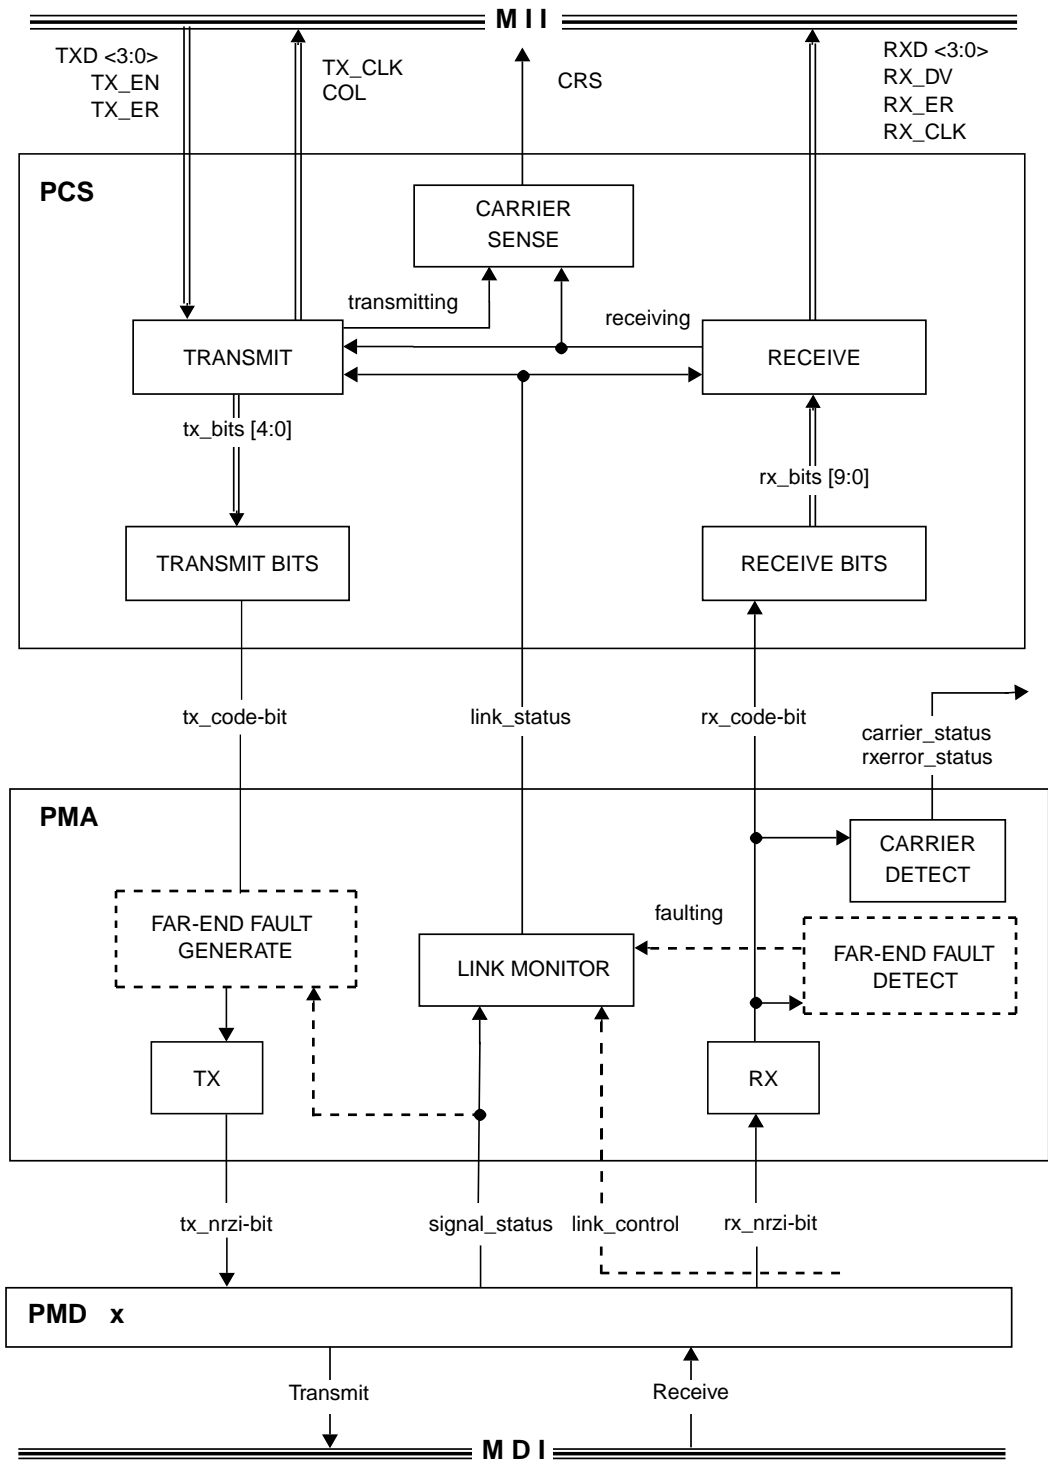 MII
TXD <3:0>
TX_EN
TX_ER
TX_CLK
COL
CRS
RXD <3:0>
RX_DV
RX_ER
RX_CLK
PCS
CARRIER
SENSE
transmitting
receiving
TRANSMIT
RECEIVE
tx_bits [4:0]
rx_bits [9:0]
TRANSMIT BITS
RECEIVE BITS
tx_code-bit
link_status
rx_code-bit
carrier_status
rxerror_status
PMA
CARRIER
DETECT
FAR-END FAULT
GENERATE
faulting
LINK MONITOR
FAR-END FAULT
DETECT
TX
RX
tx_nrzi-bit
signal_status
link_control
rx_nrzi-bit
PMD x
Transmit
Receive
MDI